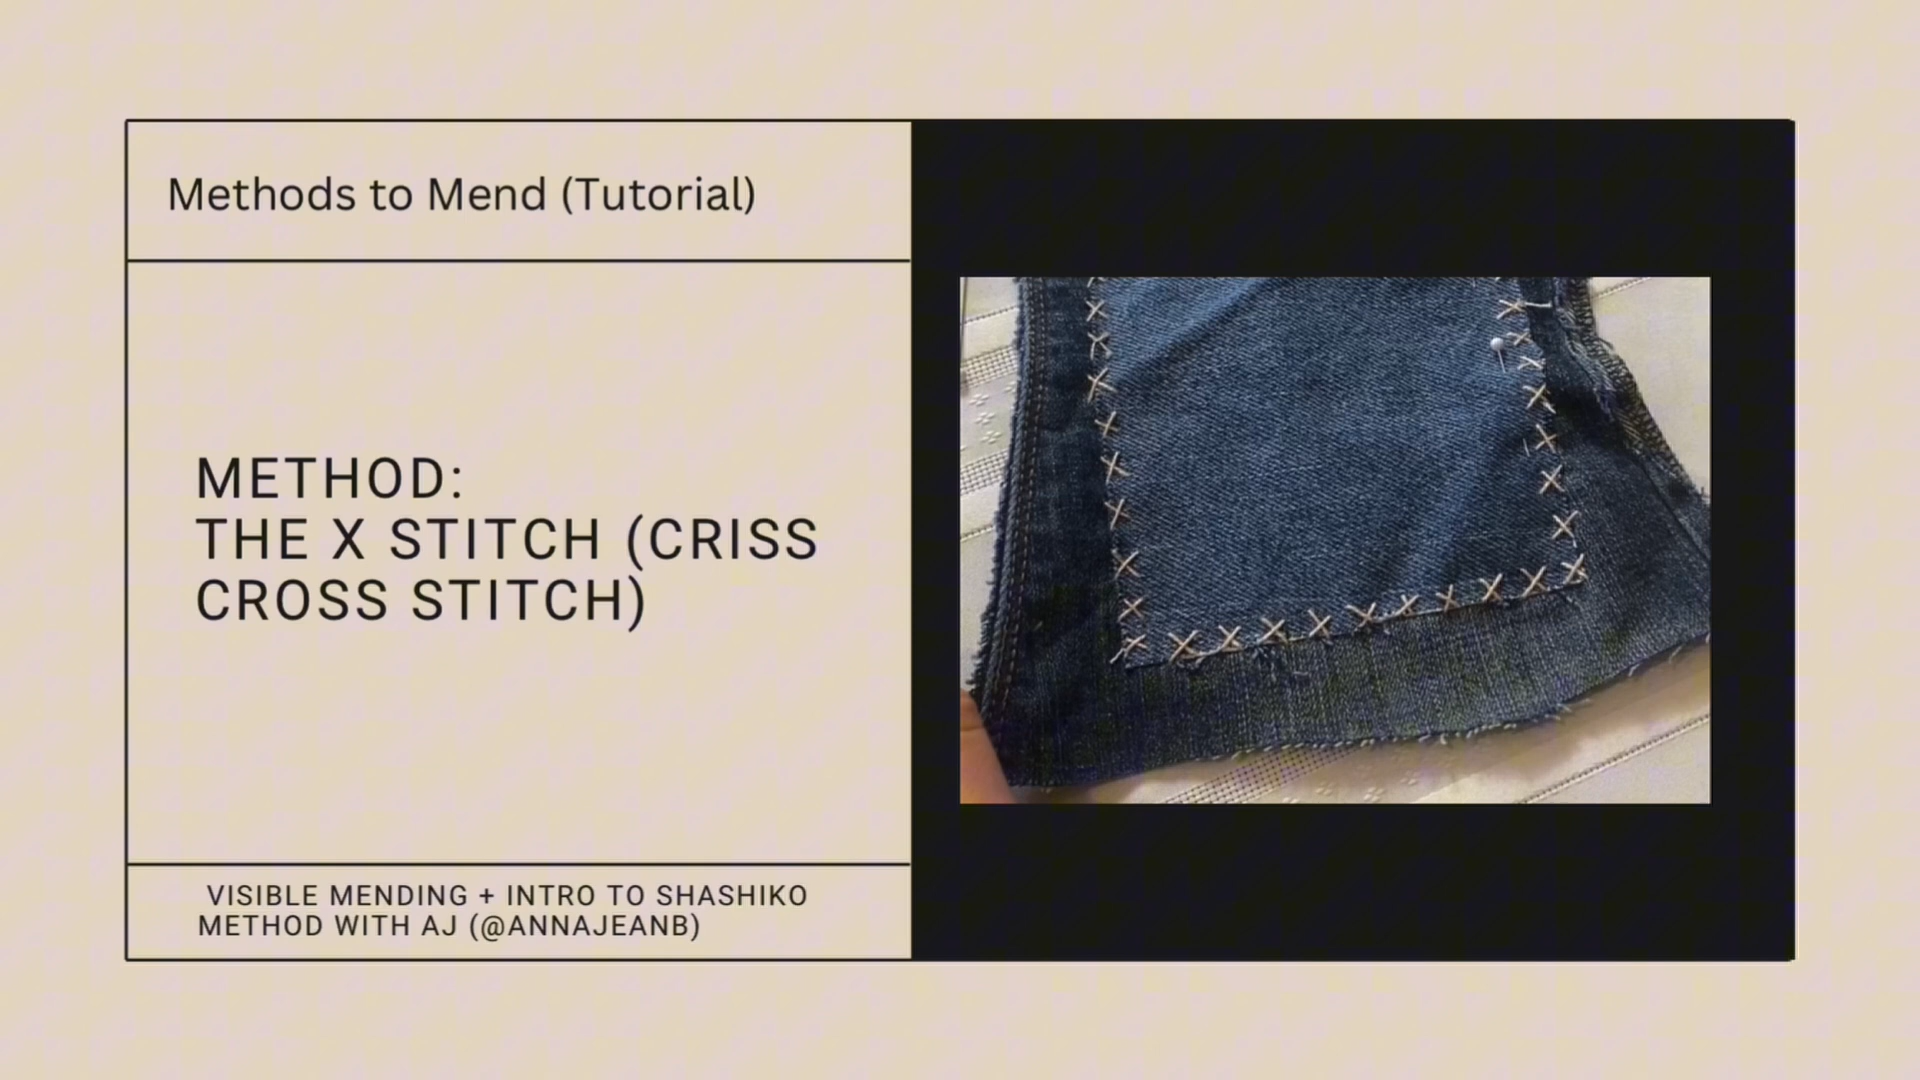 Methods to Mend (Tutorial)
METHOD:
THE X STITCH (CRISS
CROSS STITCH)
VISIBLE MENDING + INTRO TO SHASHIKO
METHOD WITH AJ (@ANNAJEANB)